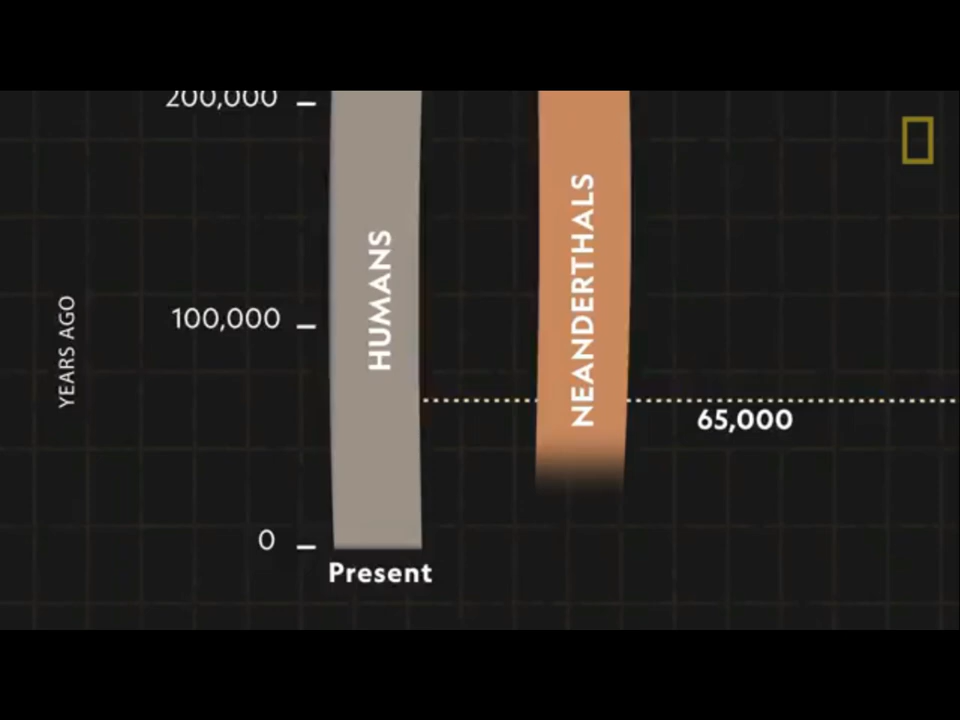 200,000
HUMANS
NEANDERTHALS
YEARS AGO
100,000
65,000
0
Present